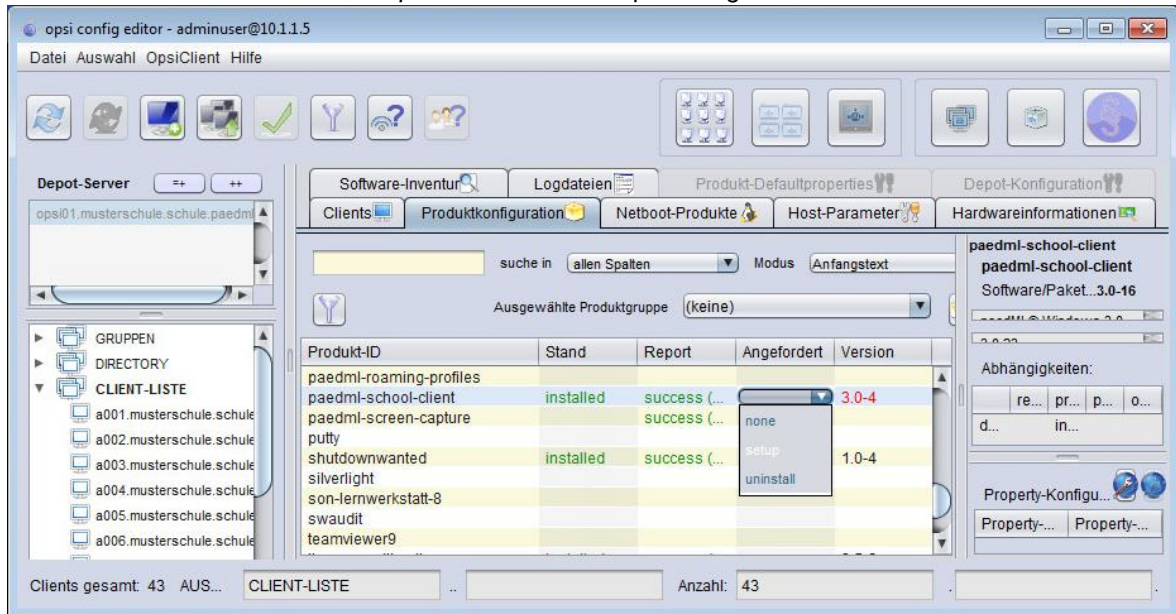 opsi config editor - adminuser@10.1.1.5
Datei Auswahl OpsiClient Hilfe
Depot-Server =+ ++
opsi01.musterschule.schule.paedml
GRUPPEN
DIRECTORY
CLIENT-LISTE
a001.musterschule.schule
a002.musterschule.schule
a003.musterschule.schule
a004.musterschule.schule
a005.musterschule.schule
a006.musterschule.schule
Software-Inventur Logdateien Produkt-Defaultproperties Depot-Konfiguration
Clients Produktkonfiguration Netboot-Produkte Host-Parameter Hardwareinformationen
suche in allen Spalten Modus Anfangstext
Ausgewählte Produktgruppe (keine)
Produkt-ID Stand Report Angefordert Version
paedml-roaming-profiles
paedml-school-client installed success (... 3.0-4
paedml-screen-capture success (...
putty
shutdownwanted installed success (... 1.0-4
silverlight
son-lernwerkstatt-8
swaudit
teamviewer9
none
setup
uninstall
paedml-school-client
paedml-school-client
Software/Paket...3.0-16
Abhängigkeiten:
re... pr... p... o...
d... in...
Property-Konfigu...
Property-... Property-...
Clients gesamt: 43 AUS... CLIENT-LISTE .. Anzahl: 43 . .